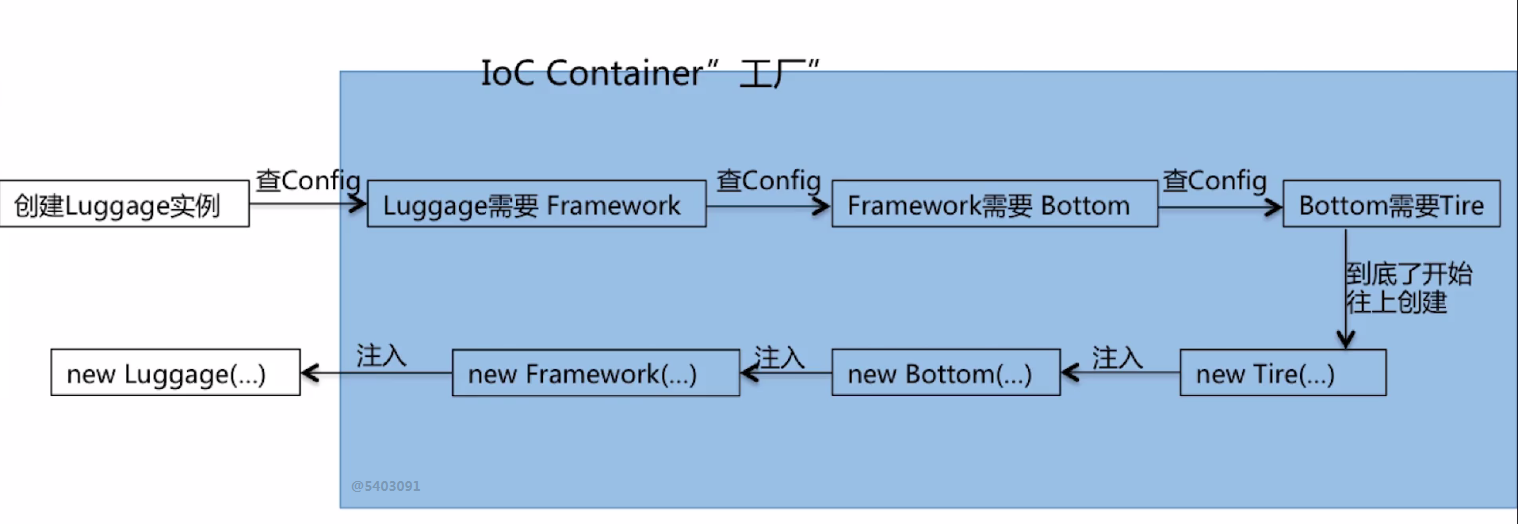 IoC Container”工厂”
查Config
查Config
查Config
创建Luggage实例
Luggage需要 Framework
Framework需要 Bottom
Bottom需要Tire
到底了开始
往上创建
注入
注入
注入
new Luggage(...)
new Framework(...)
new Bottom(...)
new Tire(...)
@5403091